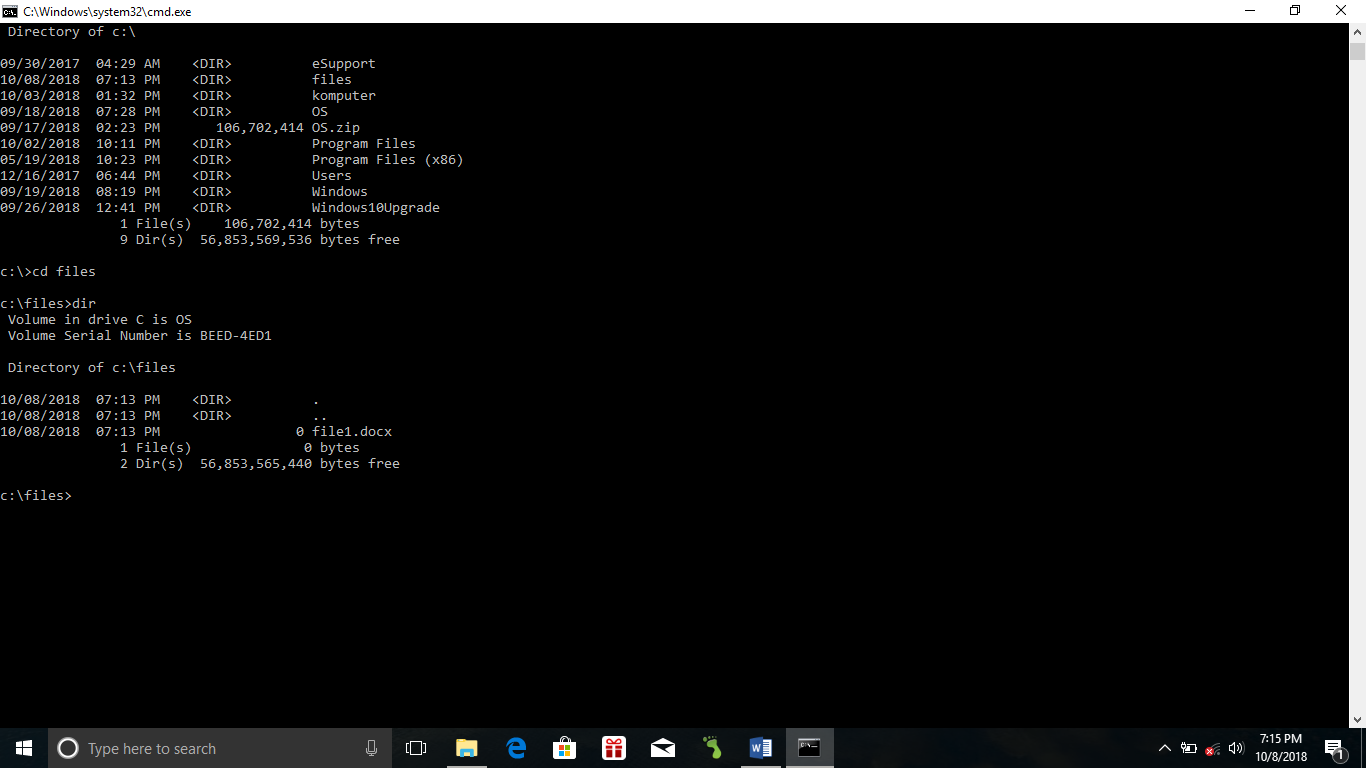 C:\Windows\system32\cmd.exe
 Directory of c:\

09/30/2017  04:29 AM    <DIR>          eSupport
10/08/2018  07:13 PM    <DIR>          files
10/03/2018  01:32 PM    <DIR>          komputer
09/18/2018  07:28 PM    <DIR>          OS
09/17/2018  02:23 PM       106,702,414 OS.zip
10/02/2018  10:11 PM    <DIR>          Program Files
05/19/2018  10:23 PM    <DIR>          Program Files (x86)
12/16/2017  06:44 PM    <DIR>          Users
09/19/2018  08:19 PM    <DIR>          Windows
09/26/2018  12:41 PM    <DIR>          Windows10Upgrade
               1 File(s)    106,702,414 bytes
               9 Dir(s)  56,853,569,536 bytes free

c:\>cd files

c:\files>dir
 Volume in drive C is OS
 Volume Serial Number is BEED-4ED1

 Directory of c:\files

10/08/2018  07:13 PM    <DIR>          .
10/08/2018  07:13 PM    <DIR>          ..
10/08/2018  07:13 PM                 0 file1.docx
               1 File(s)              0 bytes
               2 Dir(s)  56,853,565,440 bytes free

c:\files>
Type here to search
7:15 PM
10/8/2018
1